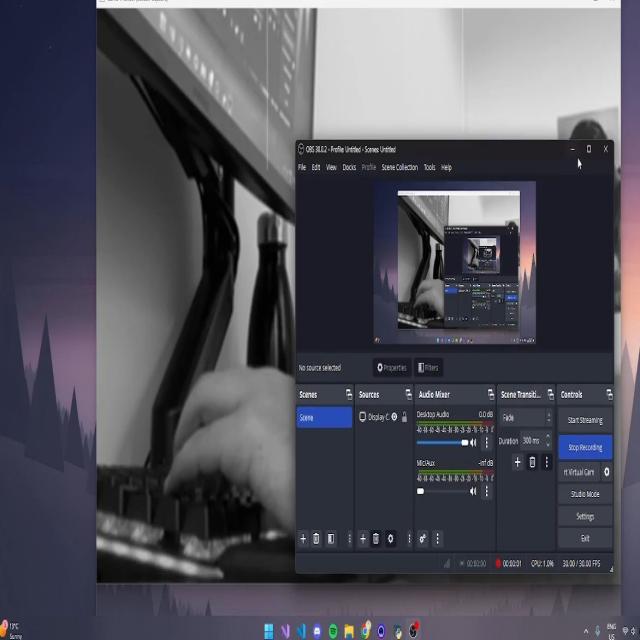 OBS 30.0.2 - Profile: Untitled - Scenes: Untitled
File Edit View Docks Profile Scene Collection Tools Help
No source selected
Properties
Filters
Scenes
Sources
Audio Mixer
Scene Transiti...
Controls
Scene
Display C
Desktop Audio
0.0 dB
Mic/Aux
-inf dB
Fade
Duration
300 ms
Start Streaming
Stop Recording
rt Virtual Cam
Studio Mode
Settings
Exit
00:00:00
00:00:01
CPU: 1.0%
30.00 / 30.00 FPS
Sunny
ENG
US